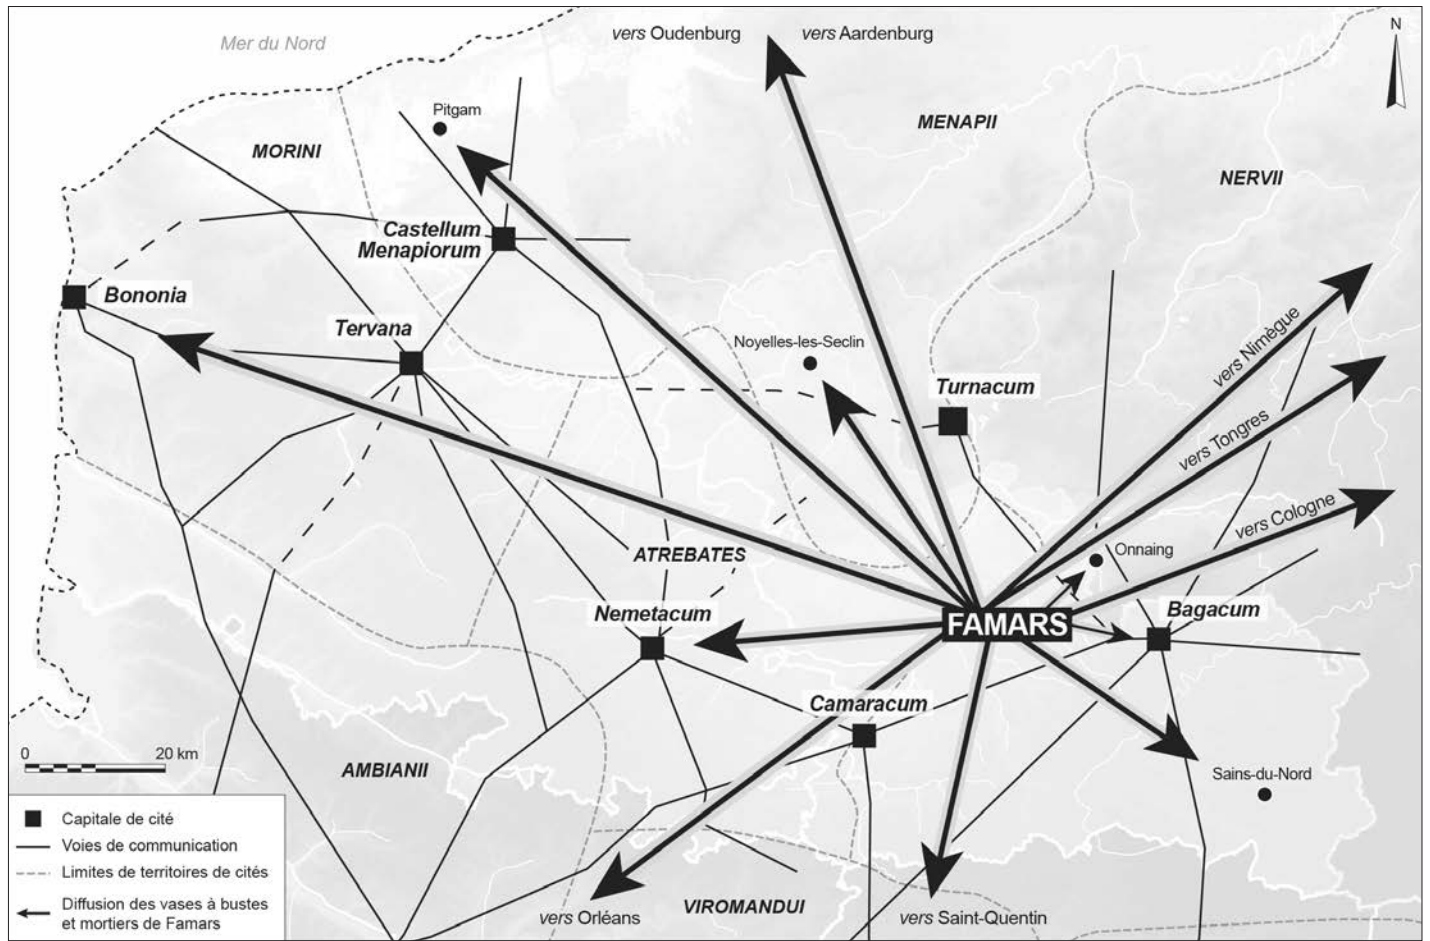 Mer du Nord
vers Oudenburg
vers Aardenburg
N
Pitgam
MENAPII
MORINI
NERVII
Castellum
Menapiorum
Bononia
Tervana
Noyelles-les-Seclin
vers Nimègue
Turnacum
vers Tongres
vers Cologne
ATREBATES
Onnaing
Nemetacum
FAMARS
Bagacum
Camaracum
0
20 km
AMBIANII
Sains-du-Nord
Capitale de cité
Voies de communication
Limites de territoires de cités
Diffusion des vases à bustes
et mortiers de Famars
vers Orléans
VIROMANDUI
vers Saint-Quentin